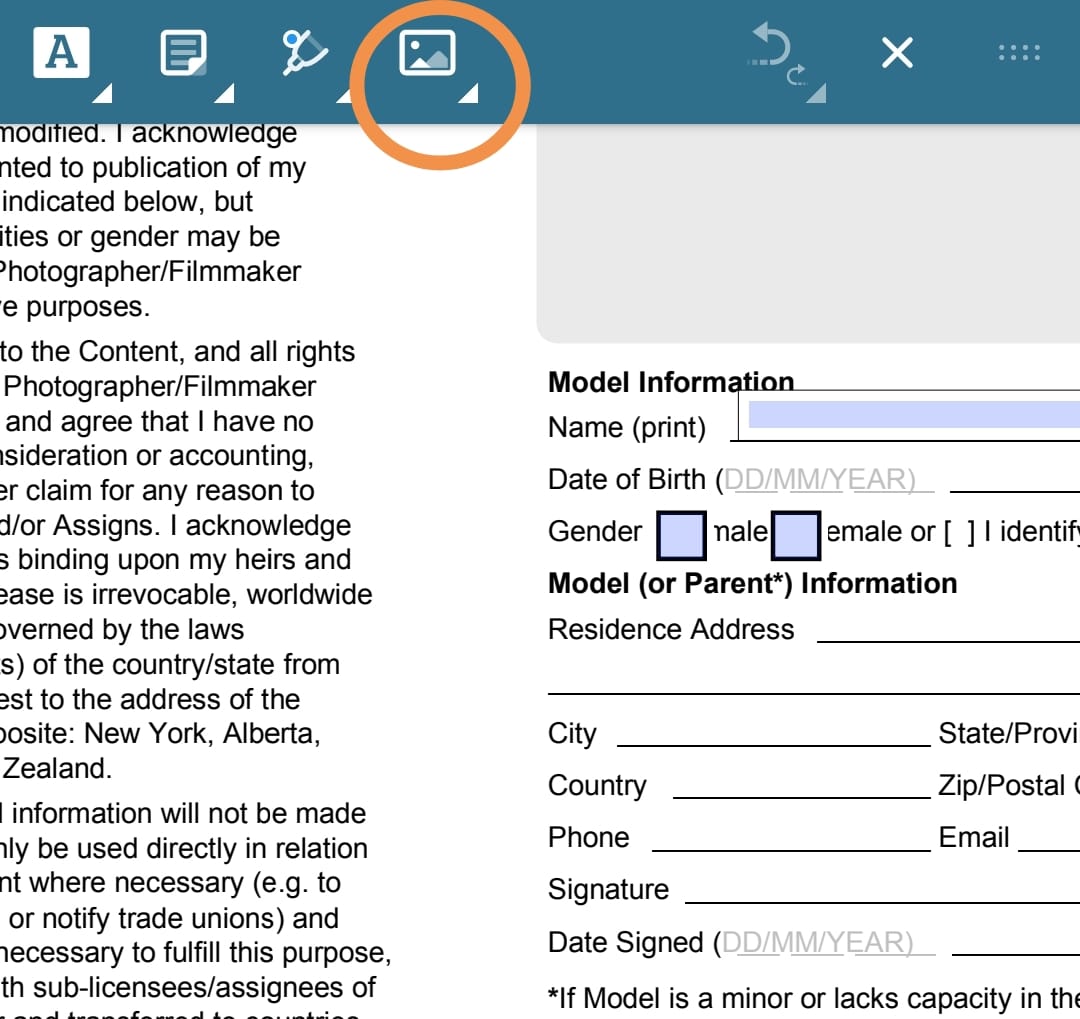 A
modified. I acknowledge
nted to publication of my
indicated below, but
ities or gender may be
Photographer/Filmmaker
e purposes.
to the Content, and all rights
Photographer/Filmmaker
and agree that I have no
nsideration or accounting,
er claim for any reason to
d/or Assigns. I acknowledge
s binding upon my heirs and
ease is irrevocable, worldwide
overned by the laws
s) of the country/state from
est to the address of the
posite: New York, Alberta,
Zealand.
l information will not be made
nly be used directly in relation
nt where necessary (e.g. to
or notify trade unions) and
necessary to fulfill this purpose,
th sub-licensees/assignees of
r and transferred to countries
Model Information
Name (print)
Date of Birth (DD/MM/YEAR)
Gender male emale or [ ] I identify
Model (or Parent*) Information
Residence Address
City State/Provi
Country Zip/Postal C
Phone Email
Signature
Date Signed (DD/MM/YEAR)
*If Model is a minor or lacks capacity in the